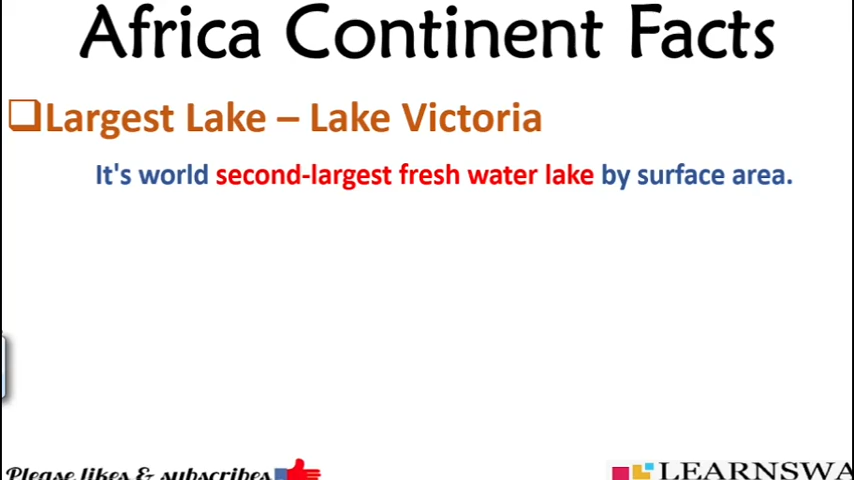 Africa Continent Facts
Largest Lake – Lake Victoria
It's world second-largest fresh water lake by surface area.
Please likes & subscribes
LEARNSWA